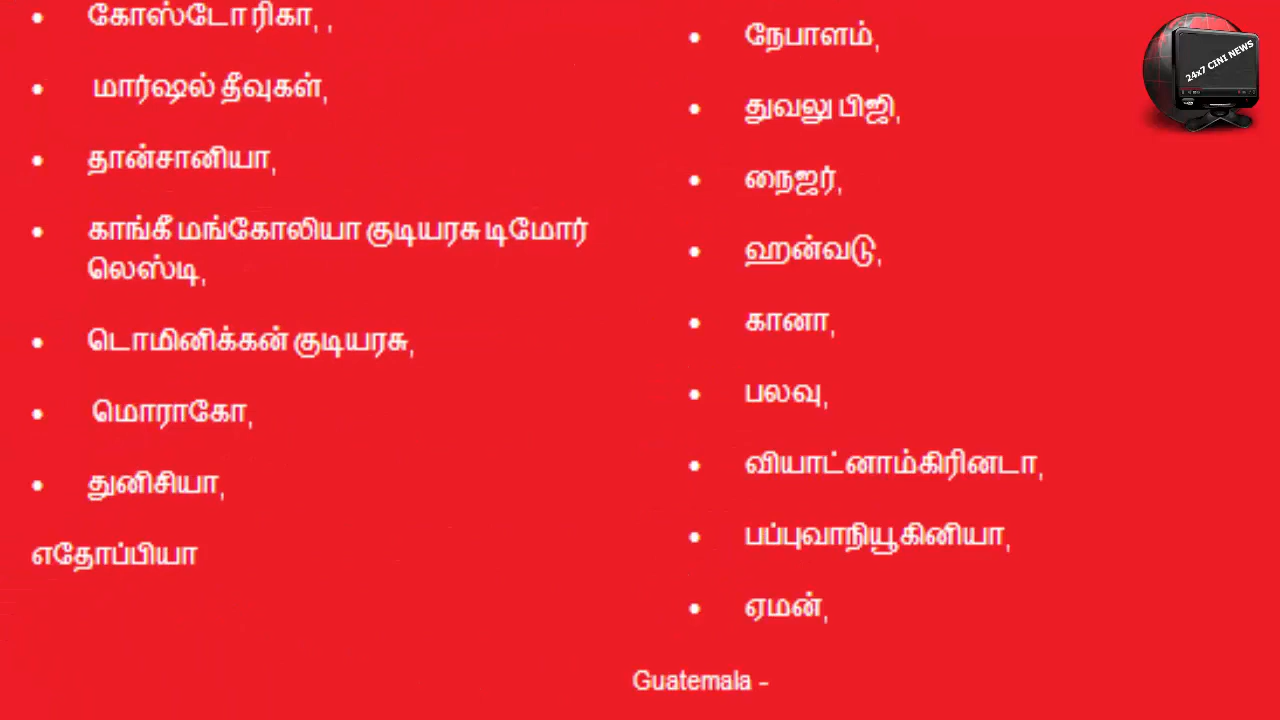 கோஸ்டோ ரிகா, ,
மார்ஷல் தீவுகள்,
தான்சானியா,
காங்கீ மங்கோலியா குடியரசு டிமோர்
லெஸ்டி,
டொமினிக்கன் குடியரசு,
மொராகோ,
துனிசியா,
எதோப்பியா
நேபாளம்,
துவலு பிஜி,
நைஜர்,
ஹன்வடு,
கானா,
பலவு,
வியாட்னாம்கிரினடா,
பப்புவாநியூகினியா,
ஏமன்,
Guatemala -
24x7 CINI NEWS